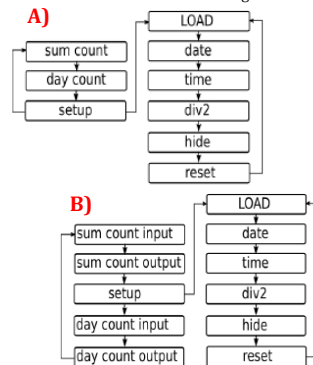 A)
sum count
day count
setup
LOAD
date
time
div2
hide
reset
B)
sum count input
sum count output
setup
day count input
day count output
LOAD
date
time
div2
hide
reset